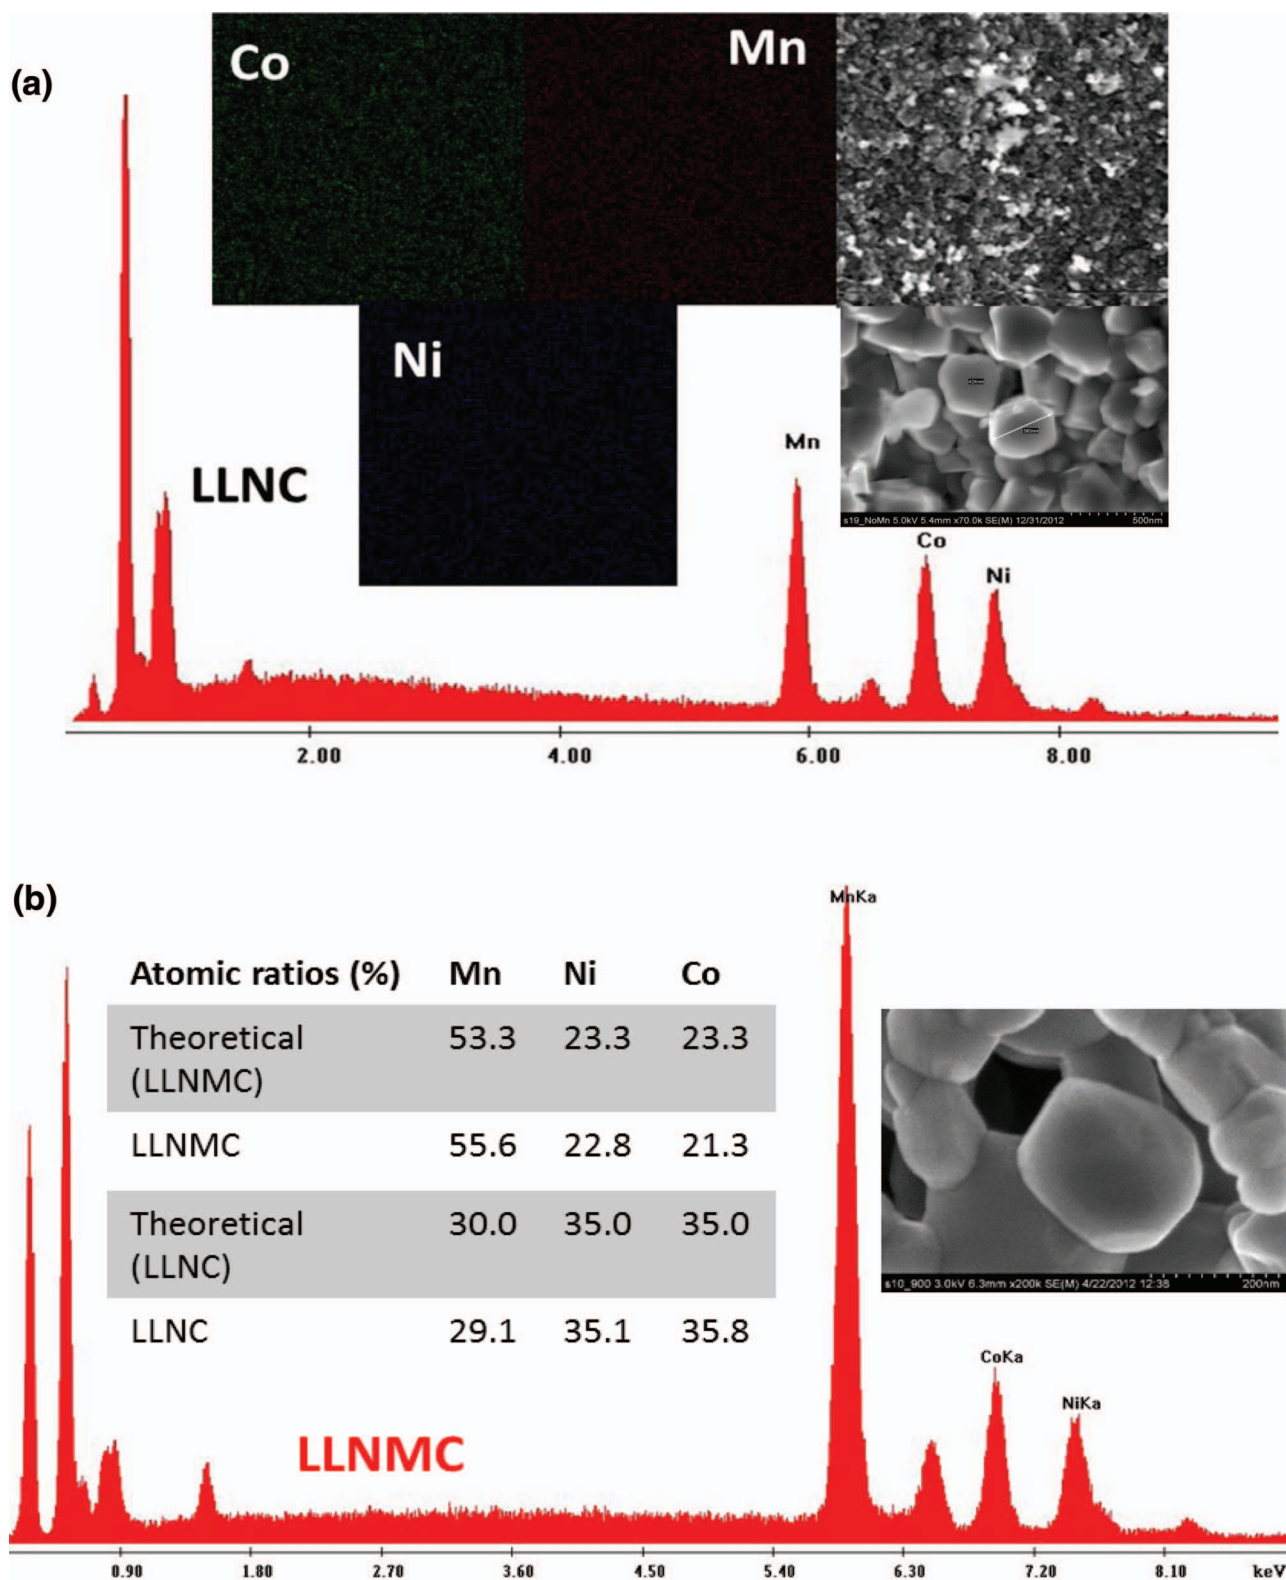 (a)
Co
Mn
Ni
LLNC
Mn
Co
Ni
s19_NoMn 5.0kV 5.4mm x70.0k SE(M) 12/31/2012 500nm
2.00 4.00 6.00 8.00
(b)
MnKa
Atomic ratios (%) Mn Ni Co
Theoretical 53.3 23.3 23.3
(LLNMC)
LLNMC 55.6 22.8 21.3
Theoretical 30.0 35.0 35.0
(LLNC)
LLNC 29.1 35.1 35.8
s10_900 3.0kV 6.3mm x200k SE(M) 4/22/2012 12:38 200nm
CoKa
NiKa
LLNMC
0.90 1.80 2.70 3.60 4.50 5.40 6.30 7.20 8.10 keV